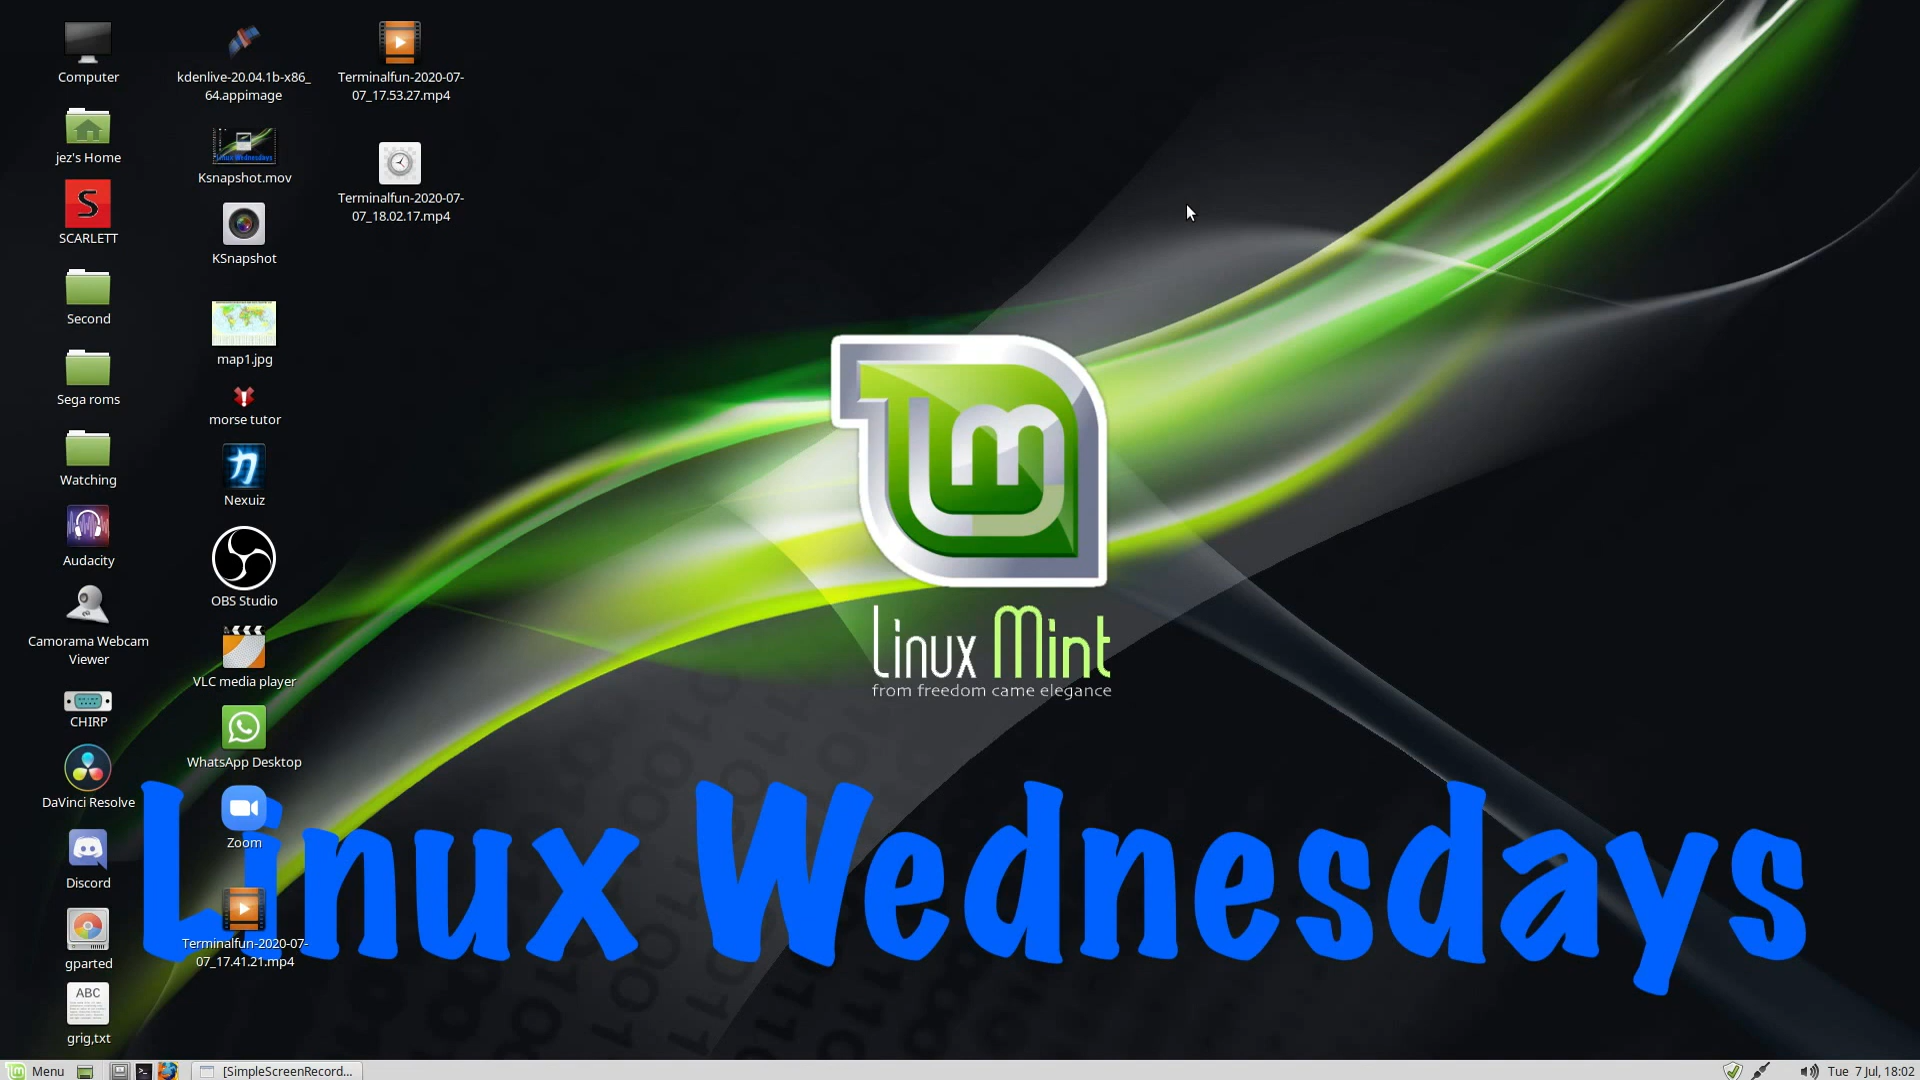 Computer
jez's Home
SCARLETT
Second
Sega roms
Watching
Audacity
Camorama Webcam
Viewer
CHIRP
DaVinci Resolve
Discord
gparted
ABC
grig,txt
kdenlive-20.04.1b-x86_
64.appimage
Linux Wednesdays
Ksnapshot.mov
KSnapshot
map1.jpg
morse tutor
Nexuiz
OBS Studio
VLC media player
WhatsApp Desktop
Zoom
Terminalfun-2020-07-
07_17.41.21.mp4
Terminalfun-2020-07-
07_17.53.27.mp4
Terminalfun-2020-07-
07_18.02.17.mp4
Linux Mint
from freedom came elegance
Linux Wednesdays
Menu
[SimpleScreenRecord...
Tue 7 Jul, 18:02